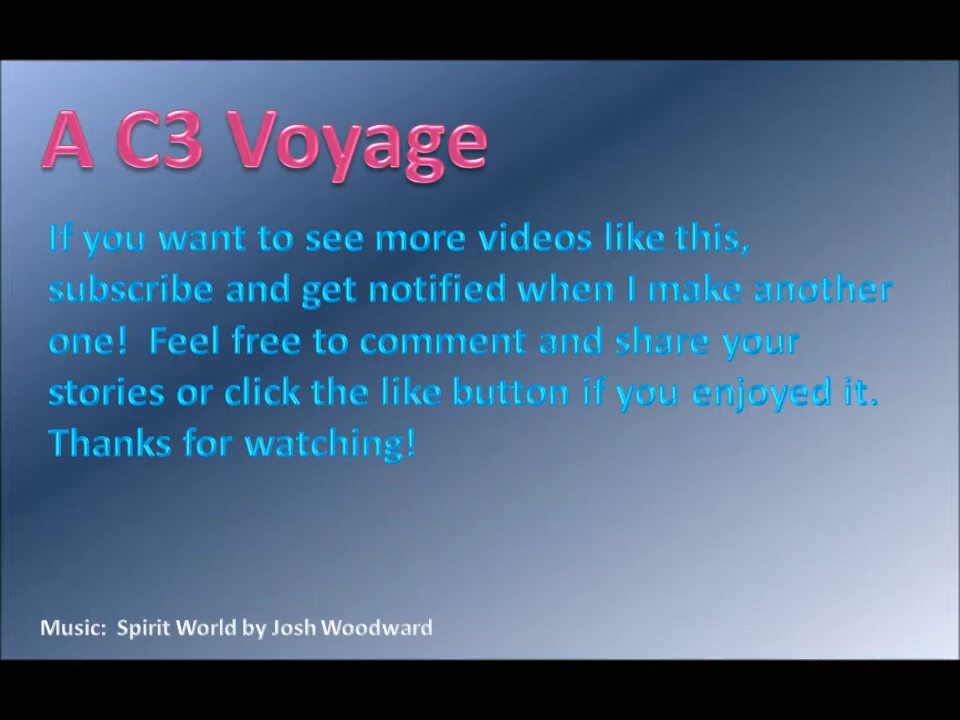 A C3 Voyage
If you want to see more videos like this,
subscribe and get notified when I make another
one!  Feel free to comment and share your
stories or click the like button if you enjoyed it.
Thanks for watching!
Music:  Spirit World by Josh Woodward